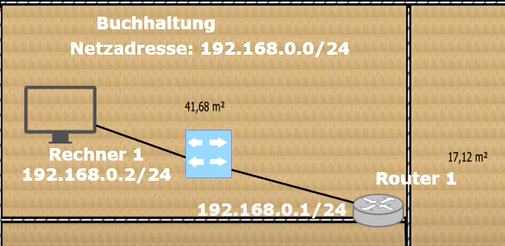 Buchhaltung
Netzadresse: 192.168.0.0/24
41,68 m²
17,12 m²
Rechner 1
192.168.0.2/24
Router 1
192.168.0.1/24